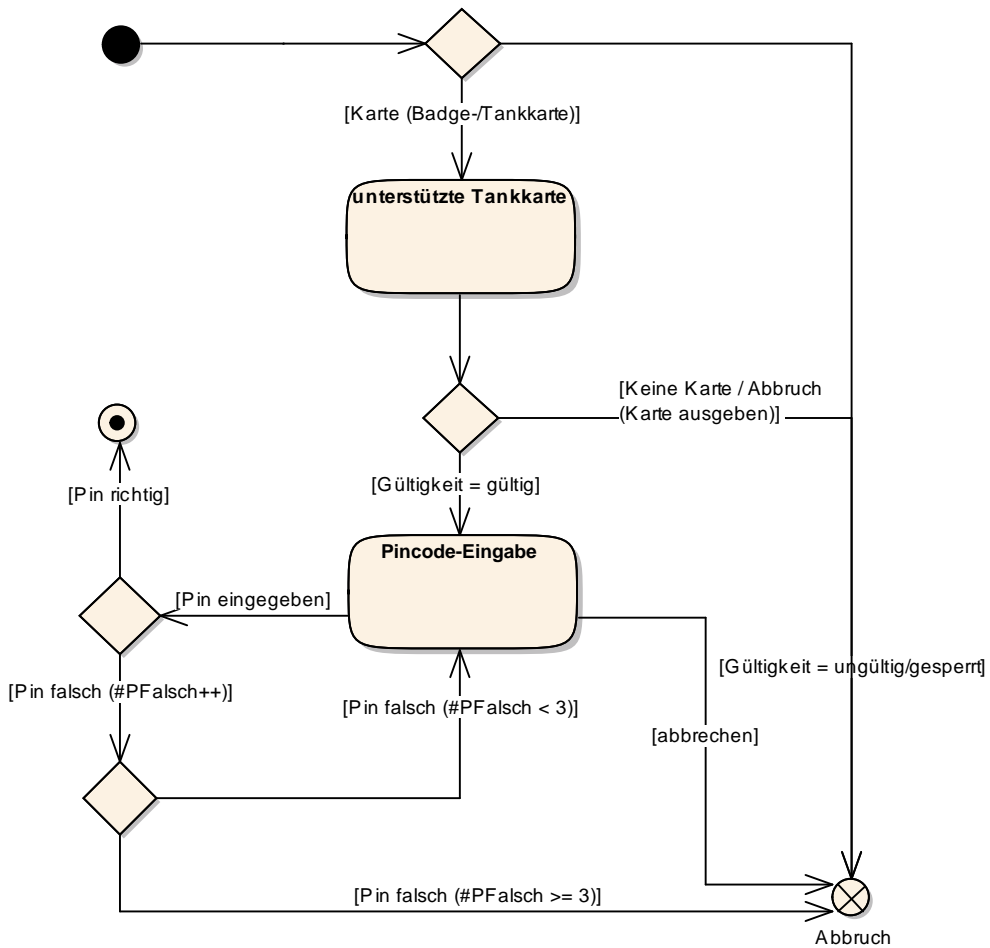 [Karte (Badge-/Tankkarte)]
unterstützte Tankkarte
[Keine Karte / Abbruch
(Karte ausgeben)]
[Gültigkeit = gültig]
[Pin richtig]
Pincode-Eingabe
[Pin eingegeben]
[Gültigkeit = ungültig/gesperrt]
[Pin falsch (#PFalsch++)]
[Pin falsch (#PFalsch < 3)]
[abbrechen]
[Pin falsch (#PFalsch >= 3)]
Abbruch